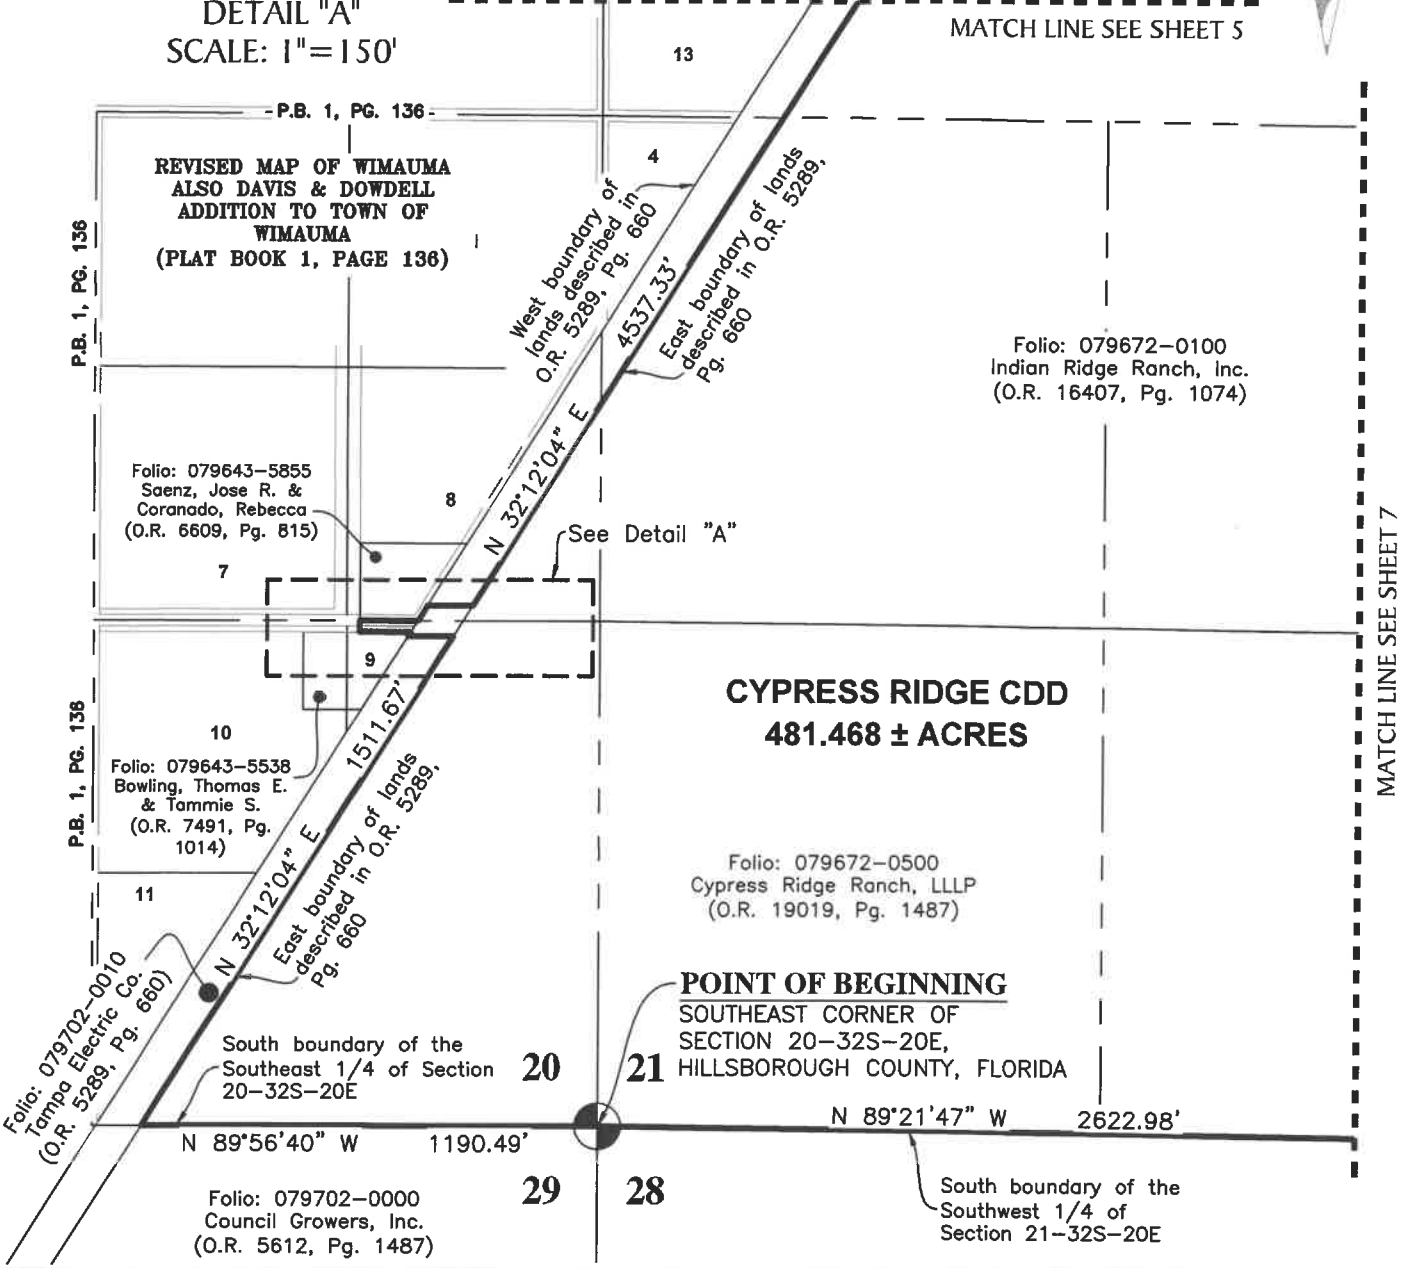 DETAIL "A"
SCALE: 1"=150'
MATCH LINE SEE SHEET 5
13
P.B. 1, PG. 136
REVISED MAP OF WIMAUMA
ALSO DAVIS & DOWDELL
ADDITION TO TOWN OF
WIMAUMA
(PLAT BOOK 1, PAGE 136)
P.B. 1, PG. 136
4
West boundary of
lands described in
O.R. 5289, Pg. 660
4537.33'
N 32°12'04" E
East boundary of lands
described in O.R. 5289,
Pg. 660
Folio: 079672-0100
Indian Ridge Ranch, Inc.
(O.R. 16407, Pg. 1074)
Folio: 079643-5855
Saenz, Jose R. &
Coranado, Rebecca
(O.R. 6609, Pg. 815)
8
See Detail "A"
7
MATCH LINE SEE SHEET 7
9
CYPRESS RIDGE CDD
481.468 ± ACRES
P.B. 1, PG. 136
10
Folio: 079643-5538
Bowling, Thomas E.
& Tammie S.
(O.R. 7491, Pg.
1014)
1511.67'
N 32°12'04" E
East boundary of lands
described in O.R. 5289,
Pg. 660
11
Folio: 079672-0500
Cypress Ridge Ranch, LLLP
(O.R. 19019, Pg. 1487)
Folio: 079702-0010
Tampa Electric Co.
(O.R. 5289, Pg. 660)
POINT OF BEGINNING
SOUTHEAST CORNER OF
SECTION 20-32S-20E,
HILLSBOROUGH COUNTY, FLORIDA
South boundary of the
Southeast 1/4 of Section
20-32S-20E
20
21
N 89°56'40" W 1190.49'
N 89°21'47" W 2622.98'
29
28
Folio: 079702-0000
Council Growers, Inc.
(O.R. 5612, Pg. 1487)
South boundary of the
Southwest 1/4 of
Section 21-32S-20E